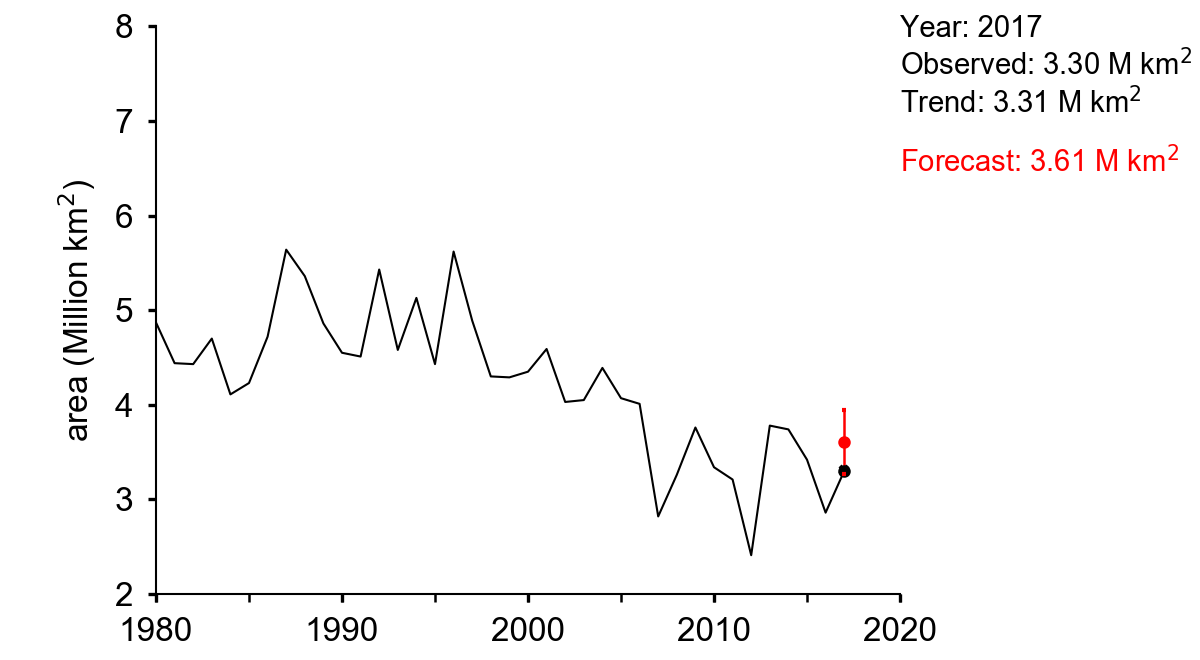 Year: 2017
Observed: 3.30 M km²
Trend: 3.31 M km²
Forecast: 3.61 M km²
area (Million km²)
8
7
6
5
4
3
2
1980 1990 2000 2010 2020